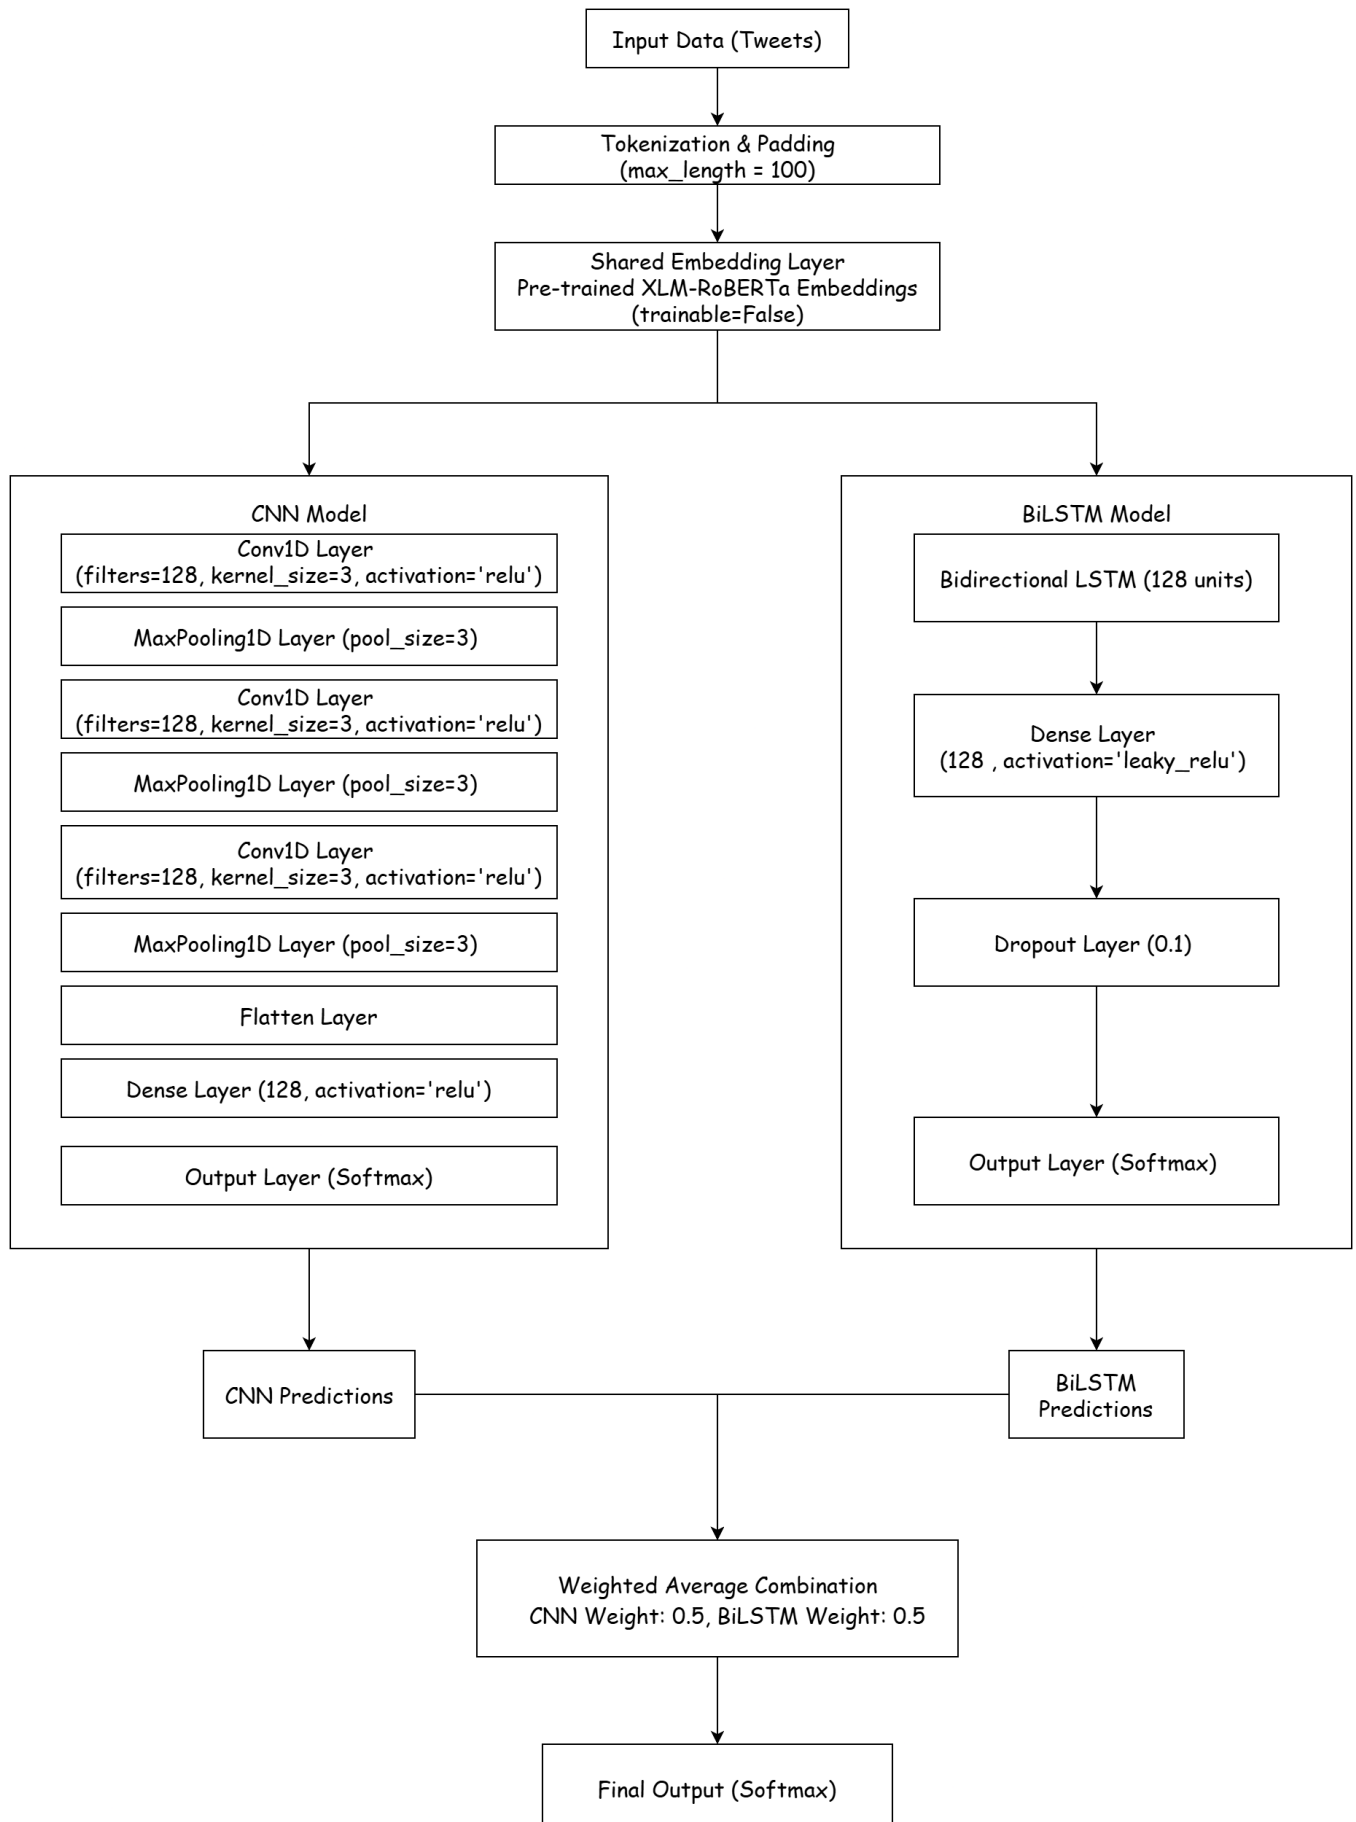 Input Data (Tweets)
Tokenization & Padding
(max_length = 100)
Shared Embedding Layer
Pre-trained XLM-RoBERTa Embeddings
(trainable=False)
CNN Model
Conv1D Layer
(filters=128, kernel_size=3, activation='relu')
MaxPooling1D Layer (pool_size=3)
Conv1D Layer
(filters=128, kernel_size=3, activation='relu')
MaxPooling1D Layer (pool_size=3)
Conv1D Layer
(filters=128, kernel_size=3, activation='relu')
MaxPooling1D Layer (pool_size=3)
Flatten Layer
Dense Layer (128, activation='relu')
Output Layer (Softmax)
BiLSTM Model
Bidirectional LSTM (128 units)
Dense Layer
(128 , activation='leaky_relu')
Dropout Layer (0.1)
Output Layer (Softmax)
CNN Predictions
BiLSTM
Predictions
Weighted Average Combination
CNN Weight: 0.5, BiLSTM Weight: 0.5
Final Output (Softmax)